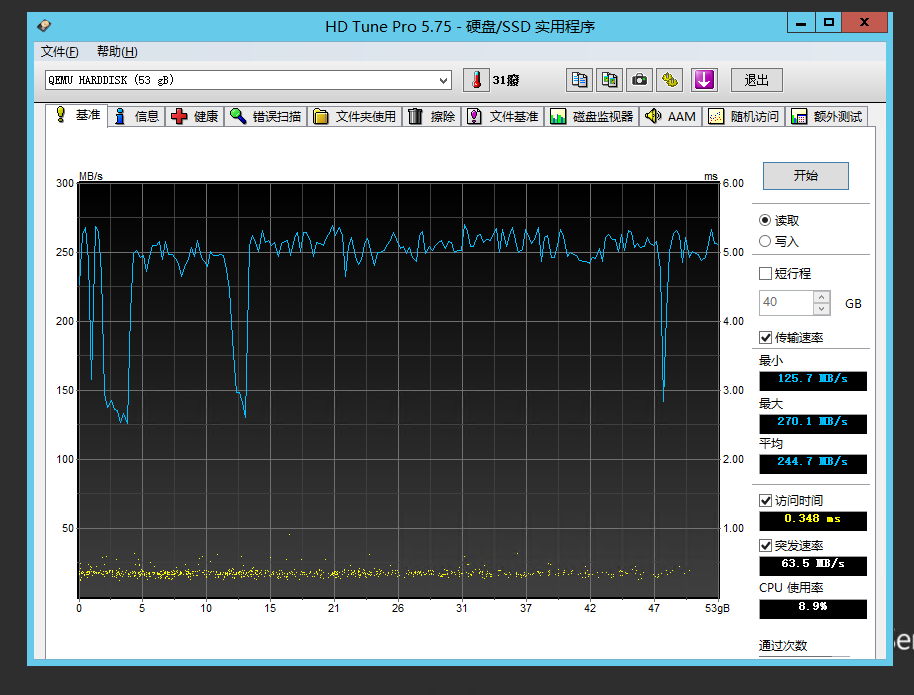 HD Tune Pro 5.75 - 硬盘/SSD 实用程序
文件(F) 帮助(H)
QEMU HARDDISK (53 gB) 31癈 退出
基准 信息 健康 错误扫描 文件夹使用 擦除 文件基准 磁盘监视器 AAM 随机访问 额外测试
MB/s ms
300 6.00
250 5.00
200 4.00
150 3.00
100 2.00
50 1.00
0 5 10 15 21 26 31 37 42 47 53gB
开始
读取
写入
短行程
40 GB
传输速率
最小
125.7 MB/s
最大
270.1 MB/s
平均
244.7 MB/s
访问时间
0.348 ms
突发速率
63.5 MB/s
CPU 使用率
8.9%
通过次数